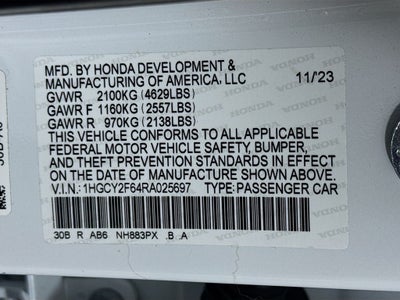 MFD. BY HONDA DEVELOPMENT &
MANUFACTURING OF AMERICA, LLC 11/23
GVWR 2100KG (4629LBS)
GAWR F 1160KG (2557LBS)
GAWR R 970KG (2138LBS)
THIS VEHICLE CONFORMS TO ALL APPLICABLE
FEDERAL MOTOR VEHICLE SAFETY, BUMPER,
AND THEFT PREVENTION STANDARDS IN EFFECT
ON THE DATE OF MANUFACTURE SHOWN ABOVE.
V.I.N.: 1HGCY2F64RA025697 TYPE: PASSENGER CAR
30B R AB6 NH883PX .B .A